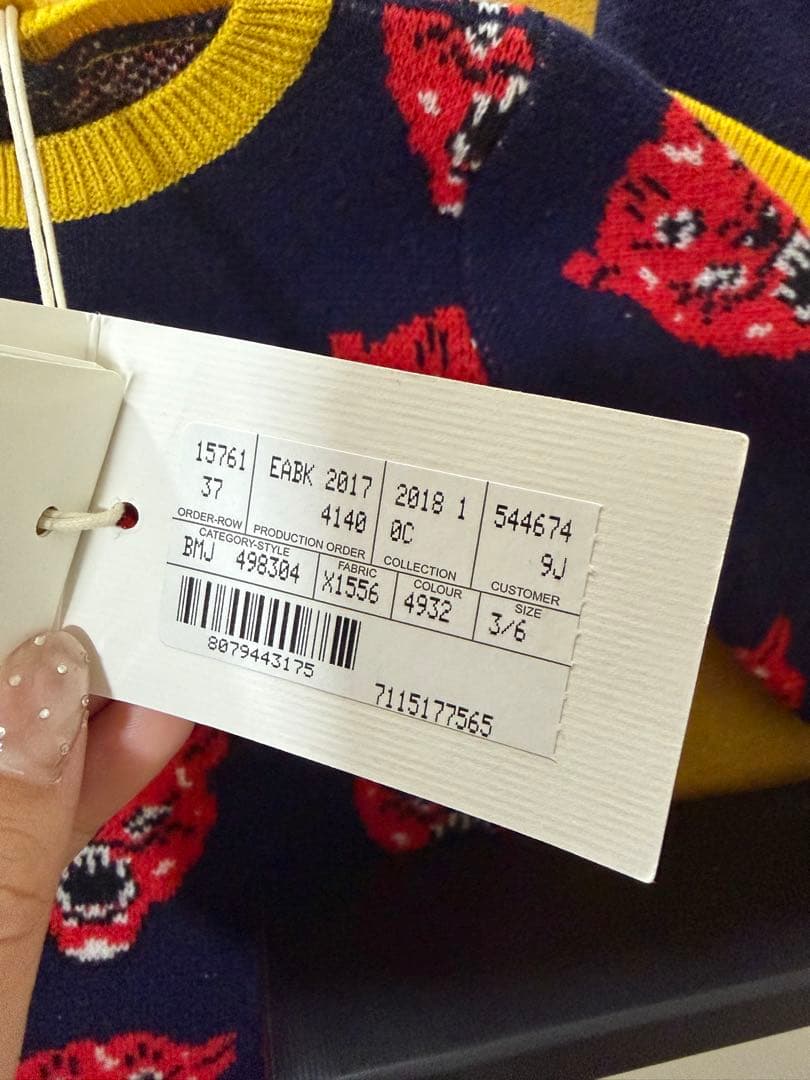 15761
37
ORDER-ROW
EABK 2017
4140
PRODUCTION ORDER
2018 1
0C
COLLECTION
544674
9J
CUSTOMER
CATEGORY-STYLE
BMJ 498304
FABRIC
X1556
COLOUR
4932
SIZE
3/6
8079443175
7115177565